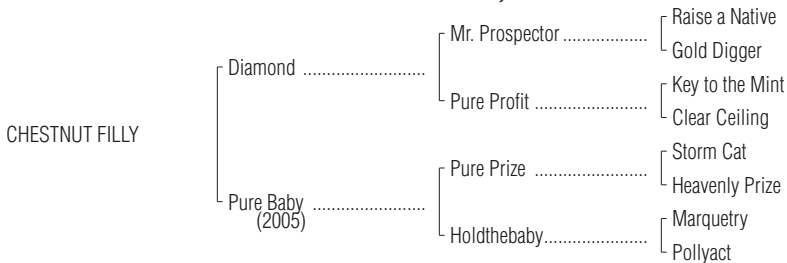 Raise a Native
Mr. Prospector ....................
Gold Digger
Diamond ............................
Key to the Mint
Pure Profit ..........................
Clear Ceiling
CHESTNUT FILLY
Storm Cat
Pure Prize ..........................
Heavenly Prize
Pure Baby ..........................
(2005)
Marquetry
Holdthebaby........................
Pollyact